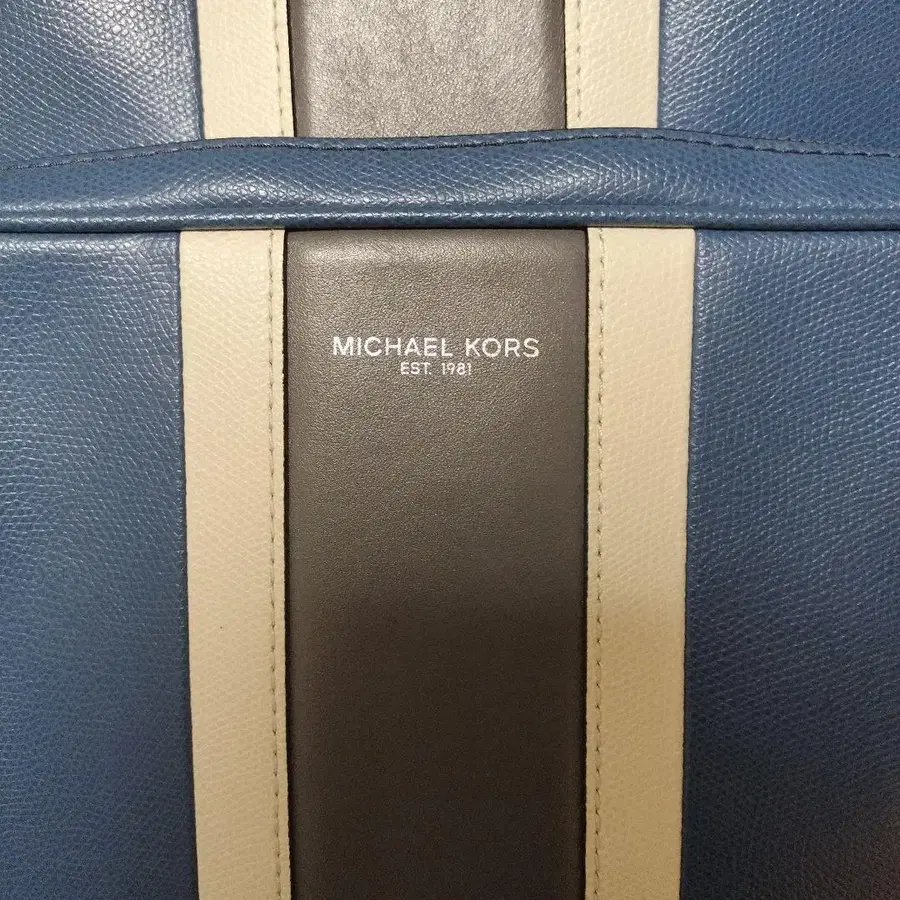 MICHAEL KORS
EST. 1981